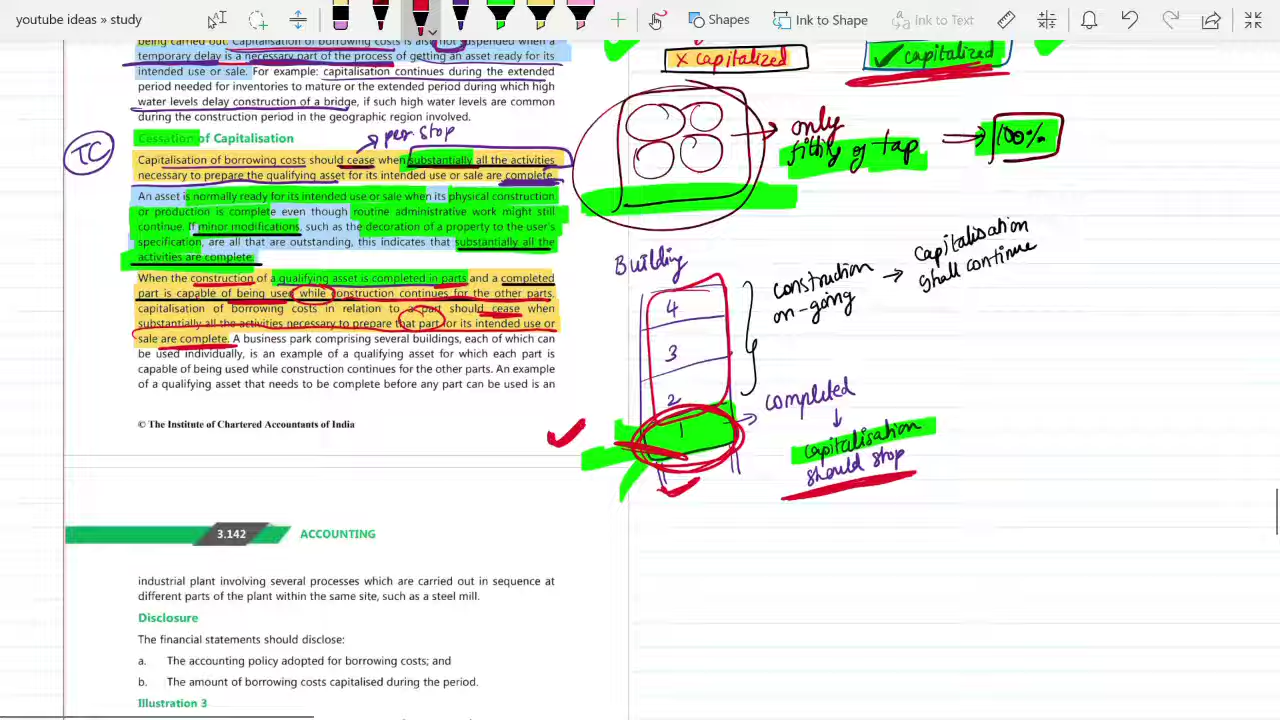 youtube ideas » study
Shapes
Ink to Shape
Ink to Text
being carried out. Capitalisation of borrowing costs is also not suspended when a
temporary delay is a necessary part of the process of getting an asset ready for its
intended use or sale. For example: capitalisation continues during the extended
period needed for inventories to mature or the extended period during which high
water levels delay construction of a bridge, if such high water levels are common
during the construction period in the geographic region involved.
TC
Cessation of Capitalisation
per stop
Capitalisation of borrowing costs should cease when substantially all the activities
necessary to prepare the qualifying asset for its intended use or sale are complete.
An asset is normally ready for its intended use or sale when its physical construction
or production is complete even though routine administrative work might still
continue. If minor modifications, such as the decoration of a property to the user's
specification, are all that are outstanding, this indicates that substantially all the
activities are complete.
When the construction of a qualifying asset is completed in parts and a completed
part is capable of being used while construction continues for the other parts,
capitalisation of borrowing costs in relation to a part should cease when
substantially all the activities necessary to prepare that part for its intended use or
sale are complete. A business park comprising several buildings, each of which can
be used individually, is an example of a qualifying asset for which each part is
capable of being used while construction continues for the other parts. An example
of a qualifying asset that needs to be complete before any part can be used is an
© The Institute of Chartered Accountants of India
3.142 ACCOUNTING
industrial plant involving several processes which are carried out in sequence at
different parts of the plant within the same site, such as a steel mill.
Disclosure
The financial statements should disclose:
a. The accounting policy adopted for borrowing costs; and
b. The amount of borrowing costs capitalised during the period.
Illustration 3
x capitalized
✓ capitalized
only
of tap
100%
Building
4
3
2
1
construction
on-going
Capitalisation
shall continue
completed
capitalisation
should stop